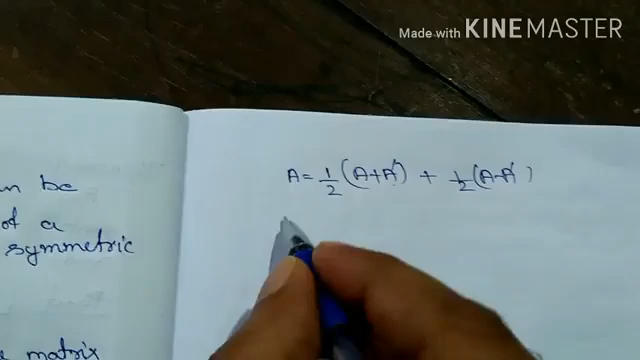 Made with KINEMASTER
A = 1/2 (A+A') + 1/2 (A-A')
be
of a
symmetric
matrix